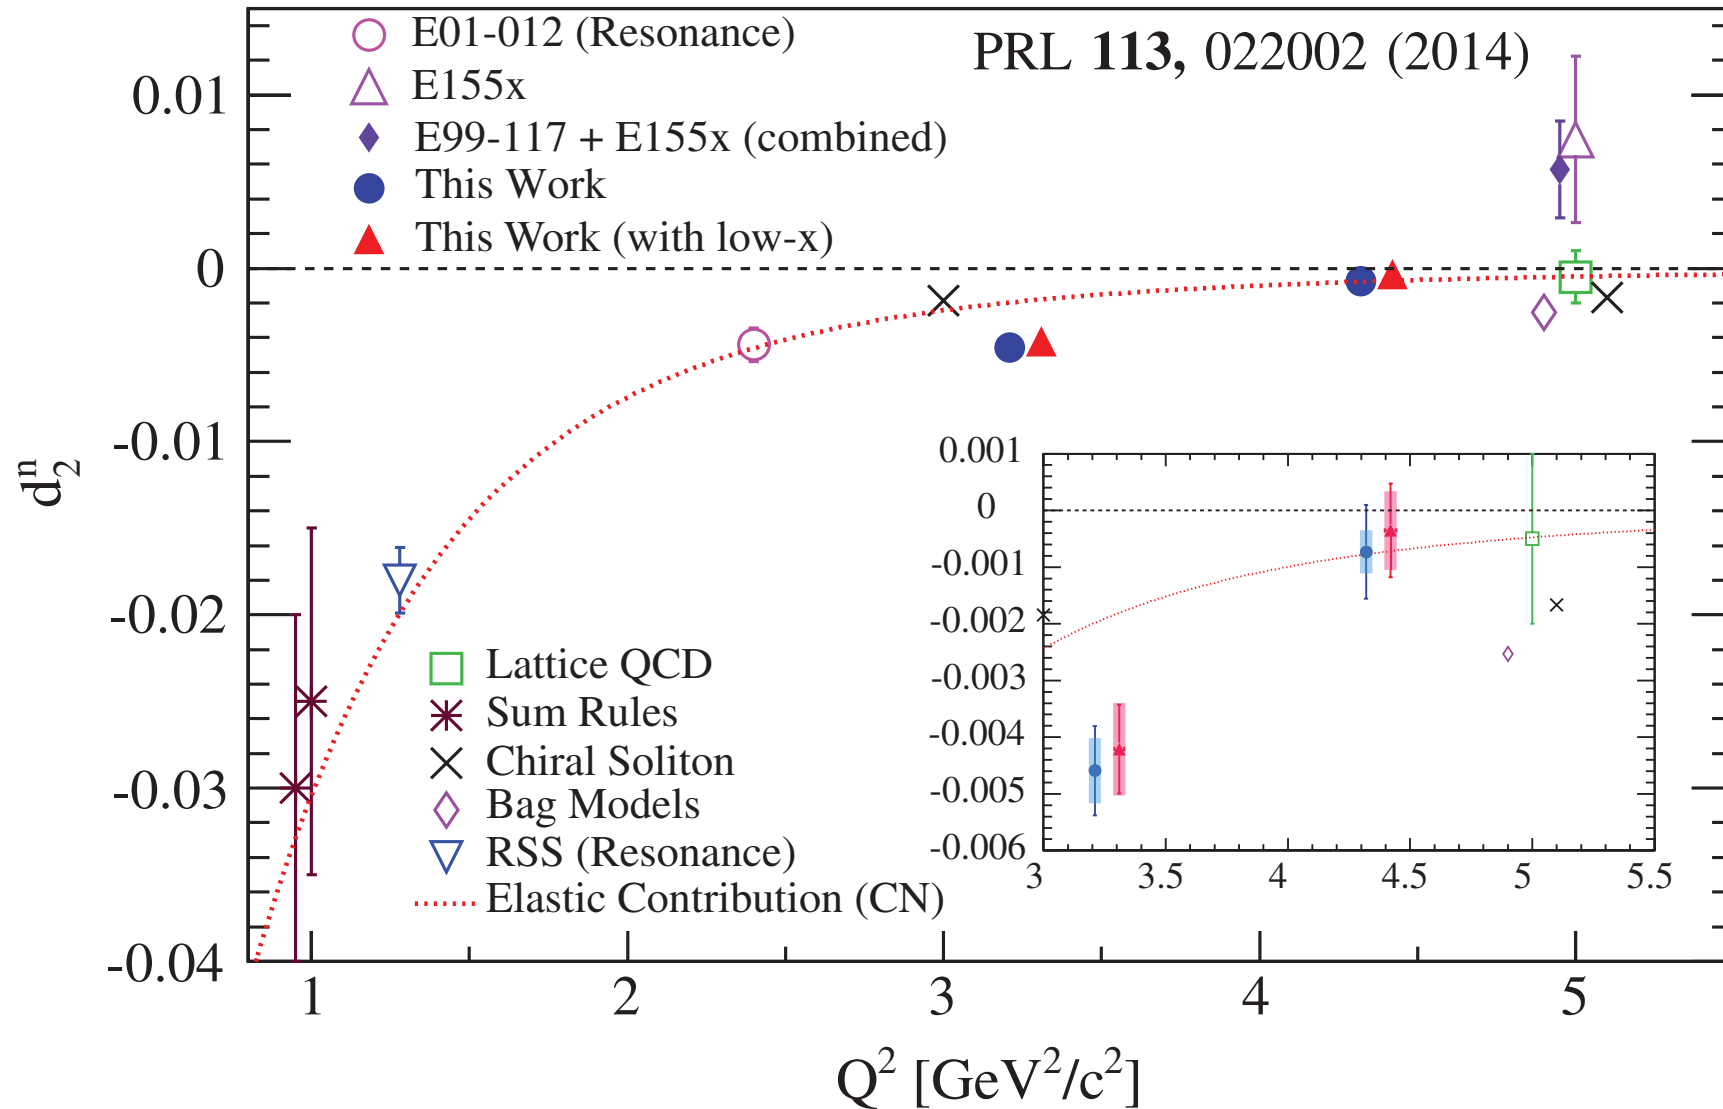 E01-012 (Resonance)
E155x
E99-117 + E155x (combined)
This Work
This Work (with low-x)
PRL 113, 022002 (2014)
0.01
0
-0.01
-0.02
-0.03
-0.04
d₂ⁿ
Lattice QCD
Sum Rules
Chiral Soliton
Bag Models
RSS (Resonance)
Elastic Contribution (CN)
0.001
0
-0.001
-0.002
-0.003
-0.004
-0.005
-0.006
3 3.5 4 4.5 5 5.5
1 2 3 4 5
Q² [GeV²/c²]